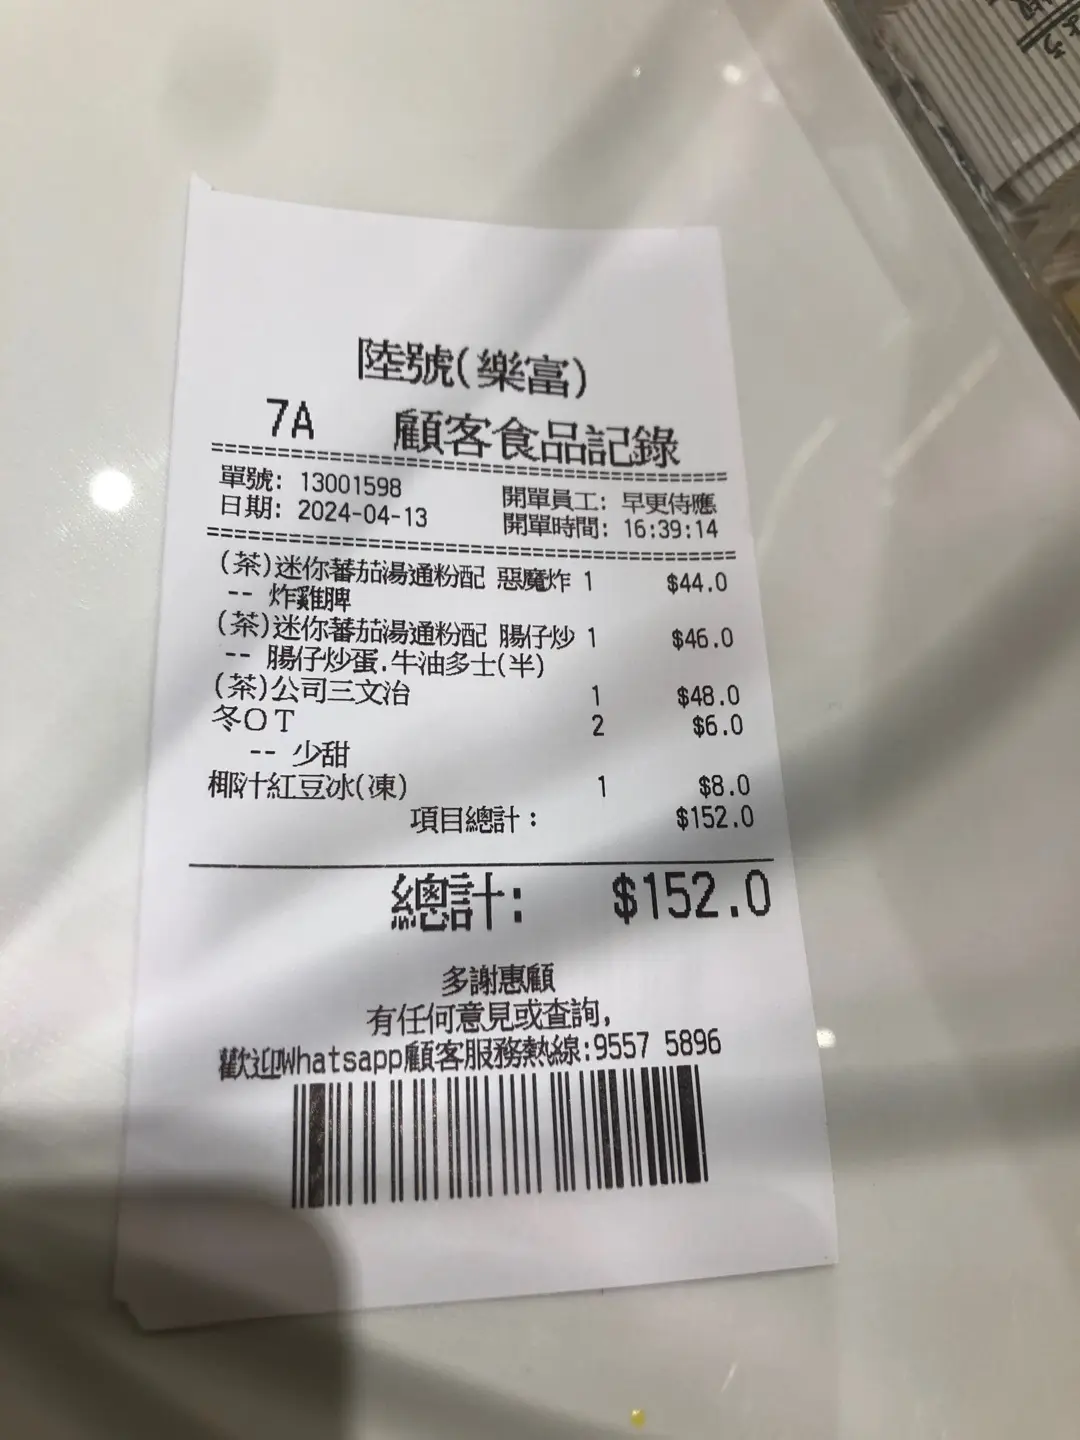 陸號(樂富)
7A 顧客食品記錄
單號: 13001598 開單員工: 早更侍應
日期: 2024-04-13 開單時間: 16:39:14
(茶)迷你蕃茄湯通粉配 惡魔炸 1 $44.0
-- 炸雞脾
(茶)迷你蕃茄湯通粉配 腸仔炒 1 $46.0
-- 腸仔炒蛋.牛油多士(半)
(茶)公司三文治 1 $48.0
冬OT 2 $6.0
-- 少甜
椰汁紅豆冰(凍) 1 $8.0
項目總計: $152.0
總計: $152.0
多謝惠顧
有任何意見或查詢,
歡迎Whatsapp顧客服務熱線:9557 5896